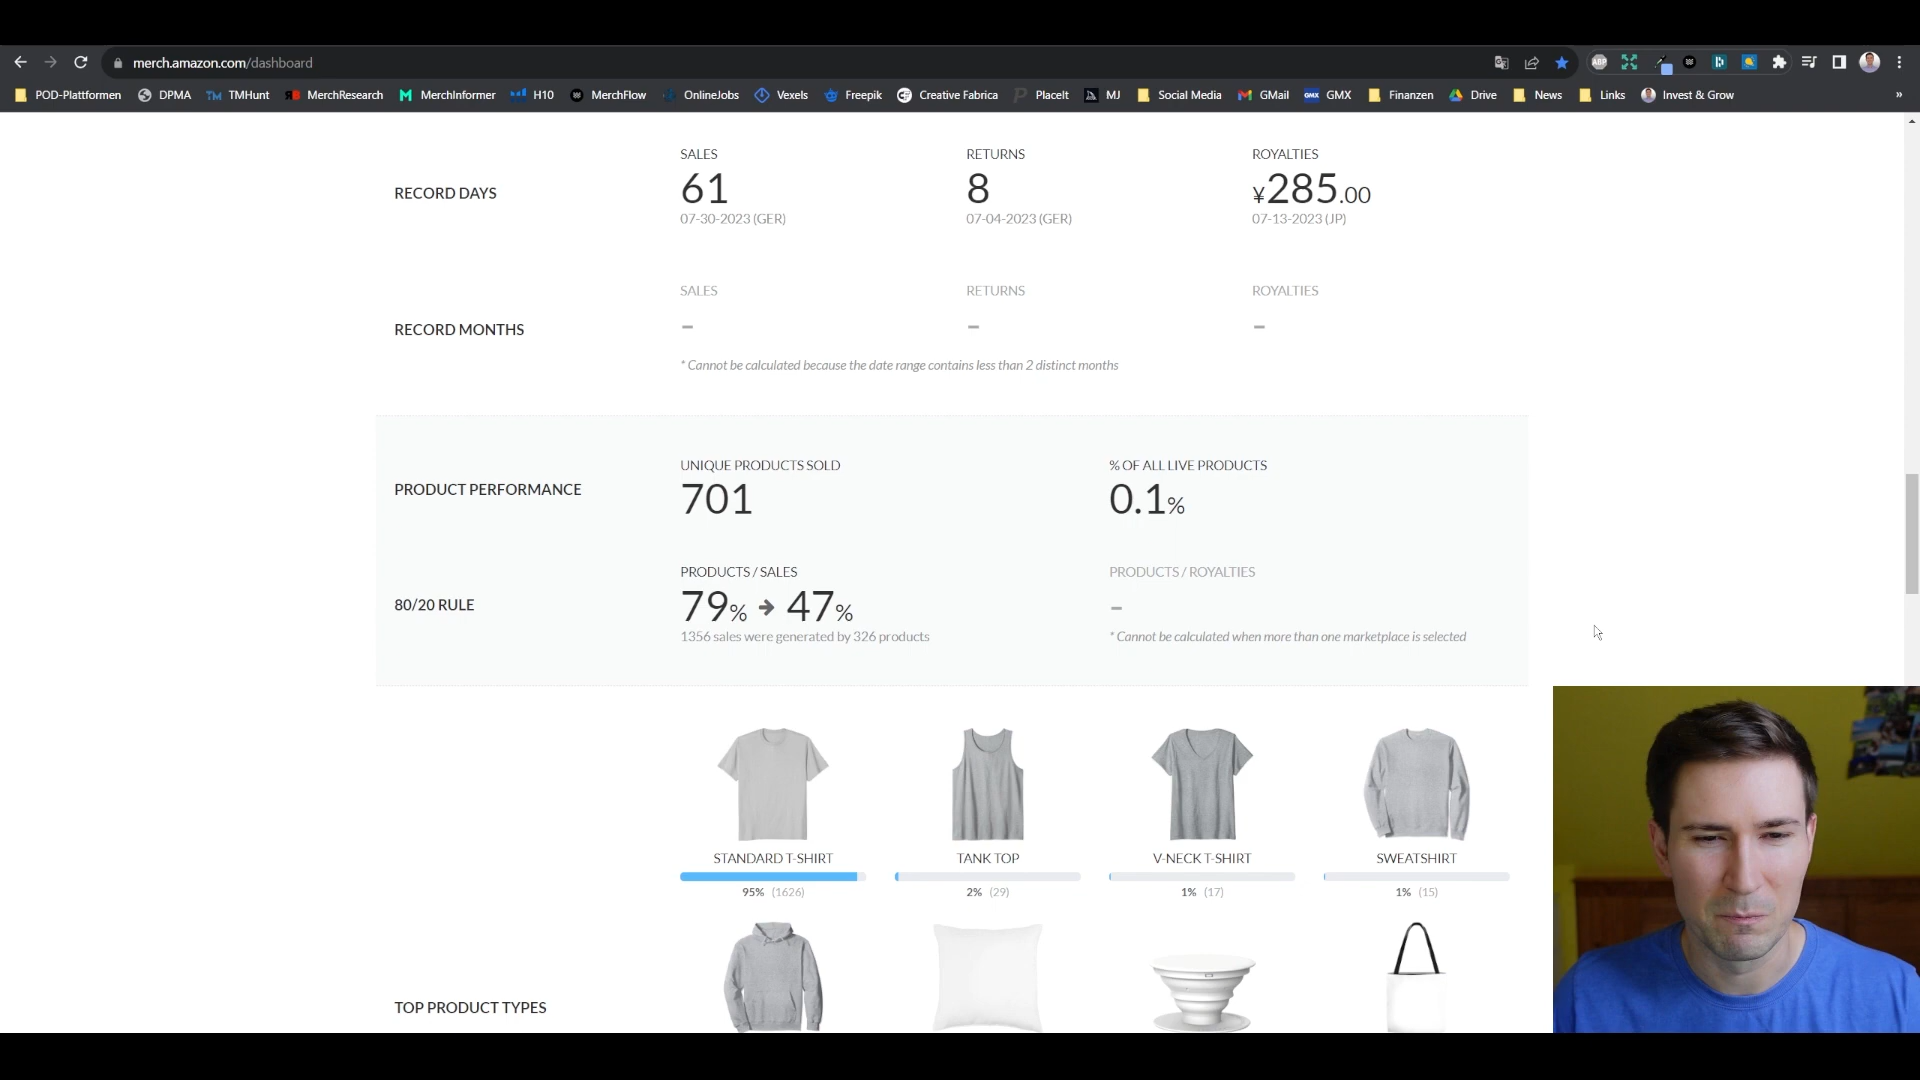 merch.amazon.com/dashboard
POD-Plattformen TMHunt MerchResearch MerchInformer H10 MerchFlow OnlineJobs Vexels Freepik Creative Fabrica PlaceIt MJ Social Media GMail GMX Finanzen Drive News Links Invest & Grow »
DPMA
ABP
SALES RETURNS ROYALTIES
RECORD DAYS 61 8 ¥285.00
07-30-2023 (GER) 07-04-2023 (GER) 07-13-2023 (JP)
SALES RETURNS ROYALTIES
RECORD MONTHS – – –
* Cannot be calculated because the date range contains less than 2 distinct months
UNIQUE PRODUCTS SOLD % OF ALL LIVE PRODUCTS
PRODUCT PERFORMANCE 701 0.1%
PRODUCTS / SALES PRODUCTS / ROYALTIES
80/20 RULE 79% → 47% –
1356 sales were generated by 326 products * Cannot be calculated when more than one marketplace is selected
STANDARD T-SHIRT TANK TOP V-NECK T-SHIRT SWEATSHIRT
95% (1626) 2% (29) 1% (17) 1% (15)
TOP PRODUCT TYPES